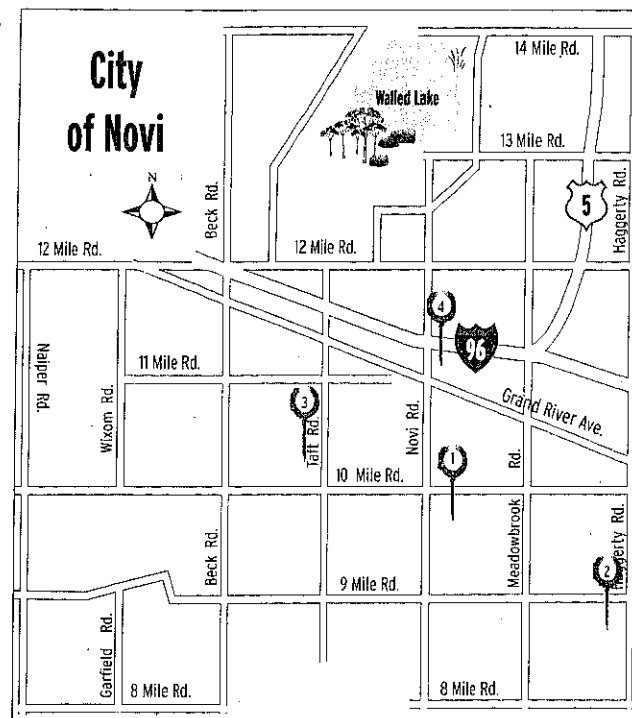 City
of Novi
14 Mile Rd.
Walled Lake
13 Mile Rd.
N
Beck Rd.
5
Haggerty Rd.
12 Mile Rd.
12 Mile Rd.
4
96
Naiper Rd.
11 Mile Rd.
Wixom Rd.
3
Taft Rd.
Novi Rd.
Grand River Ave.
1
10 Mile Rd.
Meadowbrook Rd.
Haggerty Rd.
Beck Rd.
2
9 Mile Rd.
Garfield Rd.
8 Mile Rd.
8 Mile Rd.